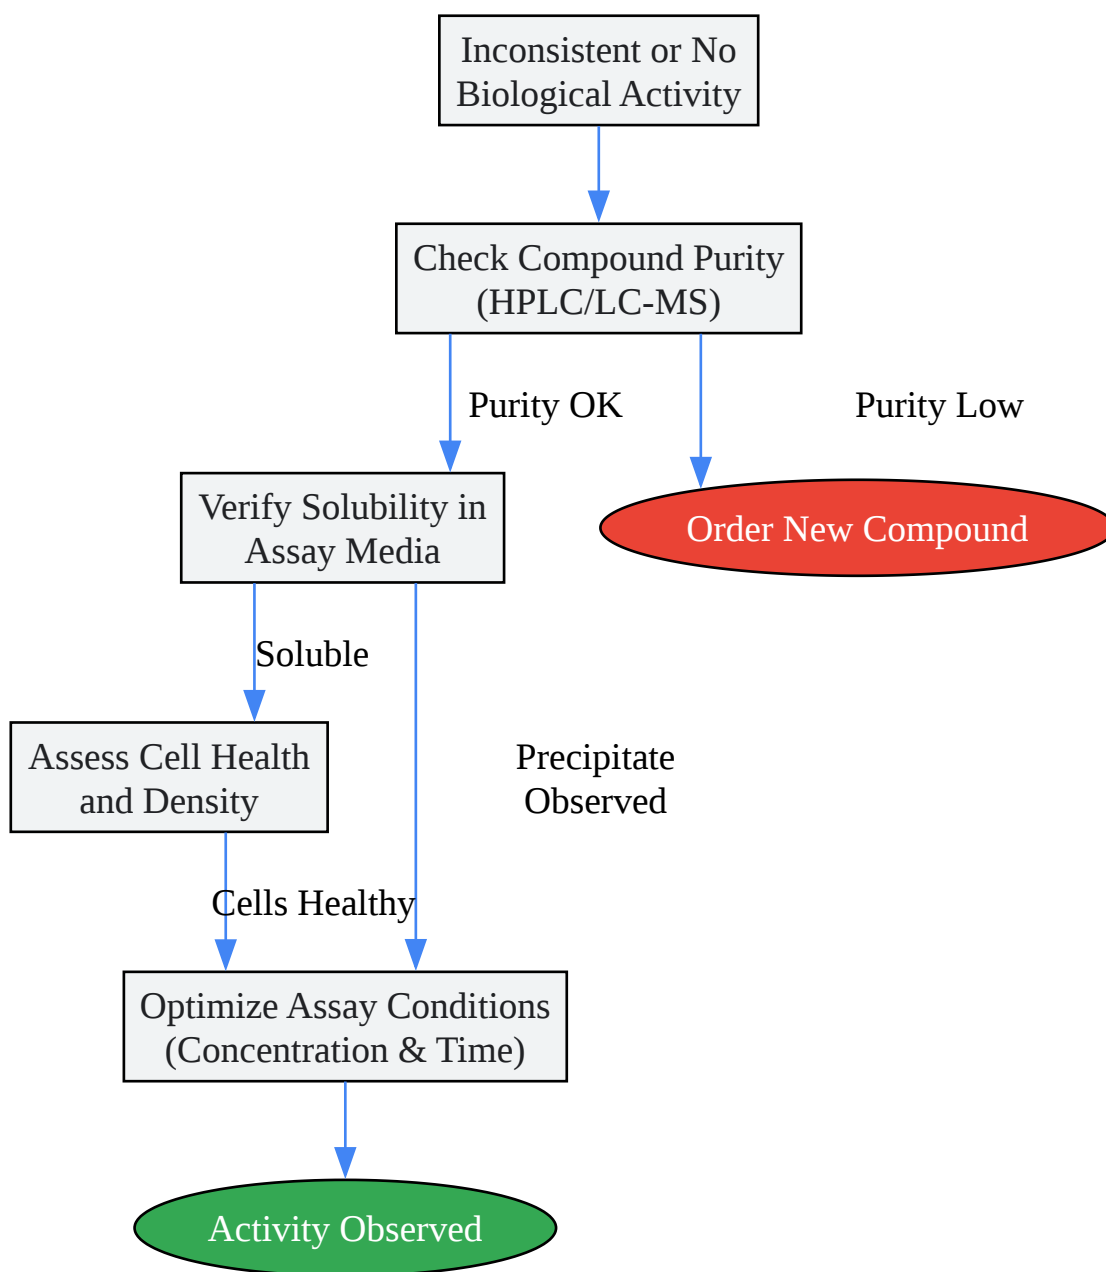 Inconsistent or No
Biological Activity
Check Compound Purity
(HPLC/LC-MS)
Purity OK
Purity Low
Verify Solubility in
Assay Media
Order New Compound
Soluble
Assess Cell Health
and Density
Precipitate
Observed
Cells Healthy
Optimize Assay Conditions
(Concentration & Time)
Activity Observed